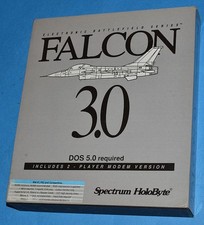 ELECTRONIC BATTLEFIELD SERIES
FALCON
3.0
DOS 5.0 required
INCLUDES 2 - PLAYER MODEM VERSION
Spectrum HoloByte